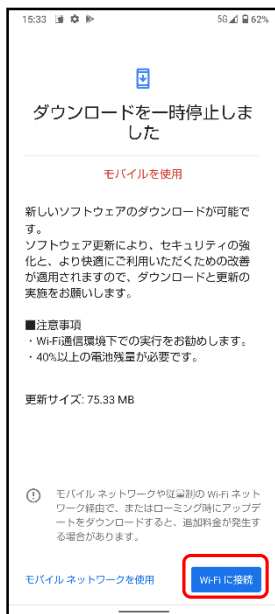 15:33 5G 62%
ダウンロードを一時停止しま
した
モバイルを使用
新しいソフトウェアのダウンロードが可能で
す。
ソフトウェア更新により、セキュリティの強
化と、より快適にご利用いただくための改善
が適用されますので、ダウンロードと更新の
実施をお願いします。
■注意事項
・Wi-Fi通信環境下での実行をお勧めします。
・40%以上の電池残量が必要です。
更新サイズ: 75.33 MB
モバイル ネットワークや従量制の Wi-Fi ネット
ワーク経由で、またはローミング時にアップデ
ートをダウンロードすると、追加料金が発生す
る場合があります。
モバイル ネットワークを使用 Wi-Fi に接続